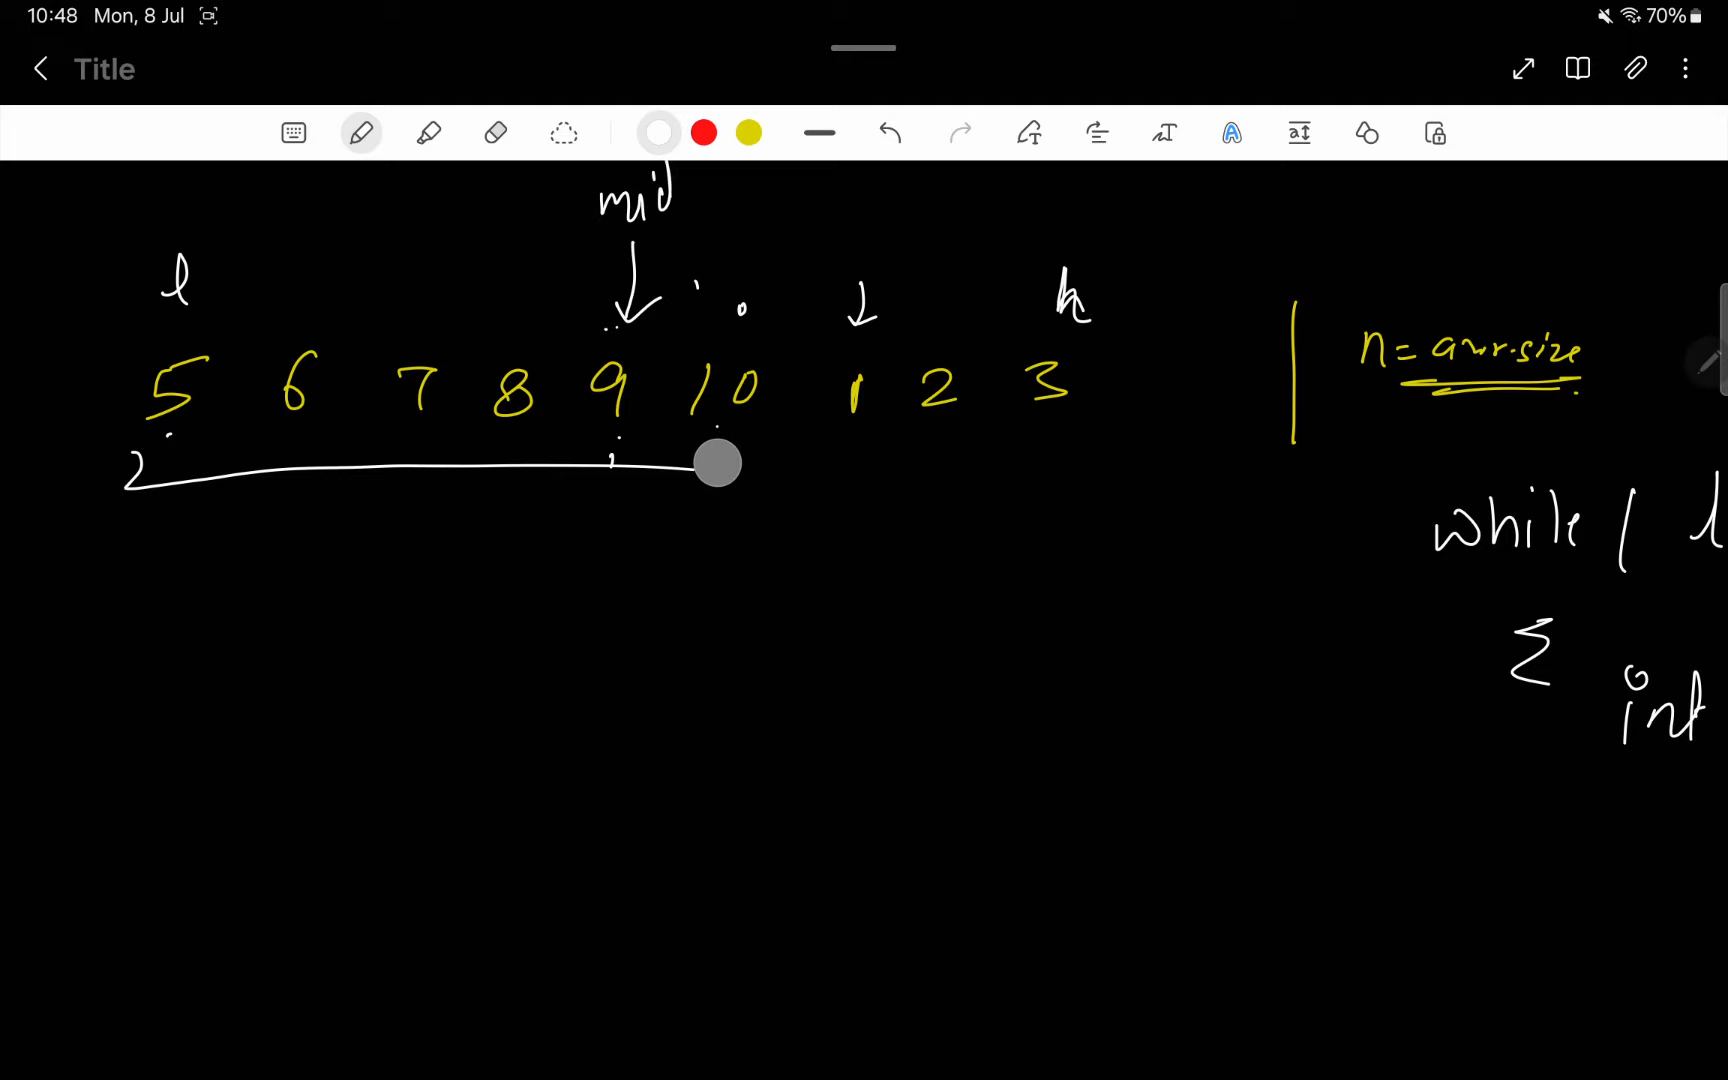 10:48 Mon, 8 Jul 70%
Title
mid
l h
5 6 7 8 9 10 1 2 3
n = arr.size
while ( l
{
int